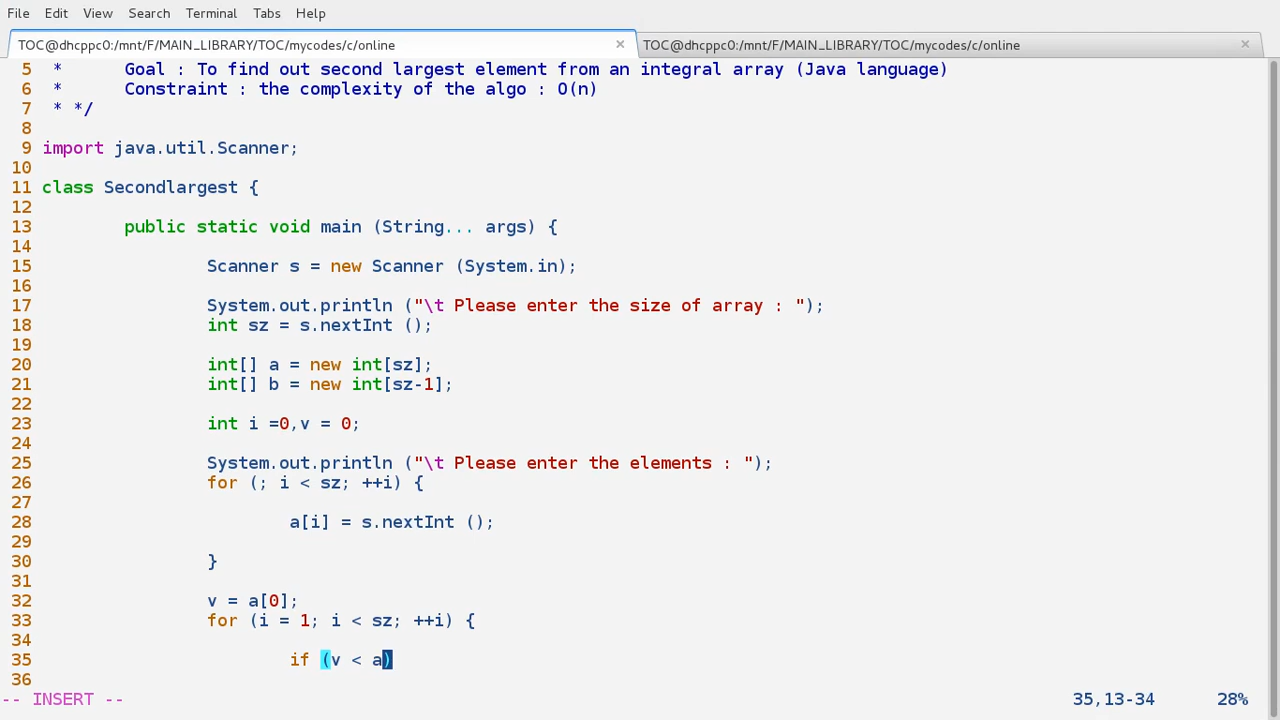 File Edit View Search Terminal Tabs Help
TOC@dhcppc0:/mnt/F/MAIN_LIBRARY/TOC/mycodes/c/online × TOC@dhcppc0:/mnt/F/MAIN_LIBRARY/TOC/mycodes/c/online ×
5 * Goal : To find out second largest element from an integral array (Java language)
6 * Constraint : the complexity of the algo : O(n)
7 * */
8
9 import java.util.Scanner;
10
11 class Secondlargest {
12
13 public static void main (String... args) {
14
15 Scanner s = new Scanner (System.in);
16
17 System.out.println ("\t Please enter the size of array : ");
18 int sz = s.nextInt ();
19
20 int[] a = new int[sz];
21 int[] b = new int[sz-1];
22
23 int i =0,v = 0;
24
25 System.out.println ("\t Please enter the elements : ");
26 for (; i < sz; ++i) {
27
28 a[i] = s.nextInt ();
29
30 }
31
32 v = a[0];
33 for (i = 1; i < sz; ++i) {
34
35 if (v < a)
36
-- INSERT -- 35,13-34 28%